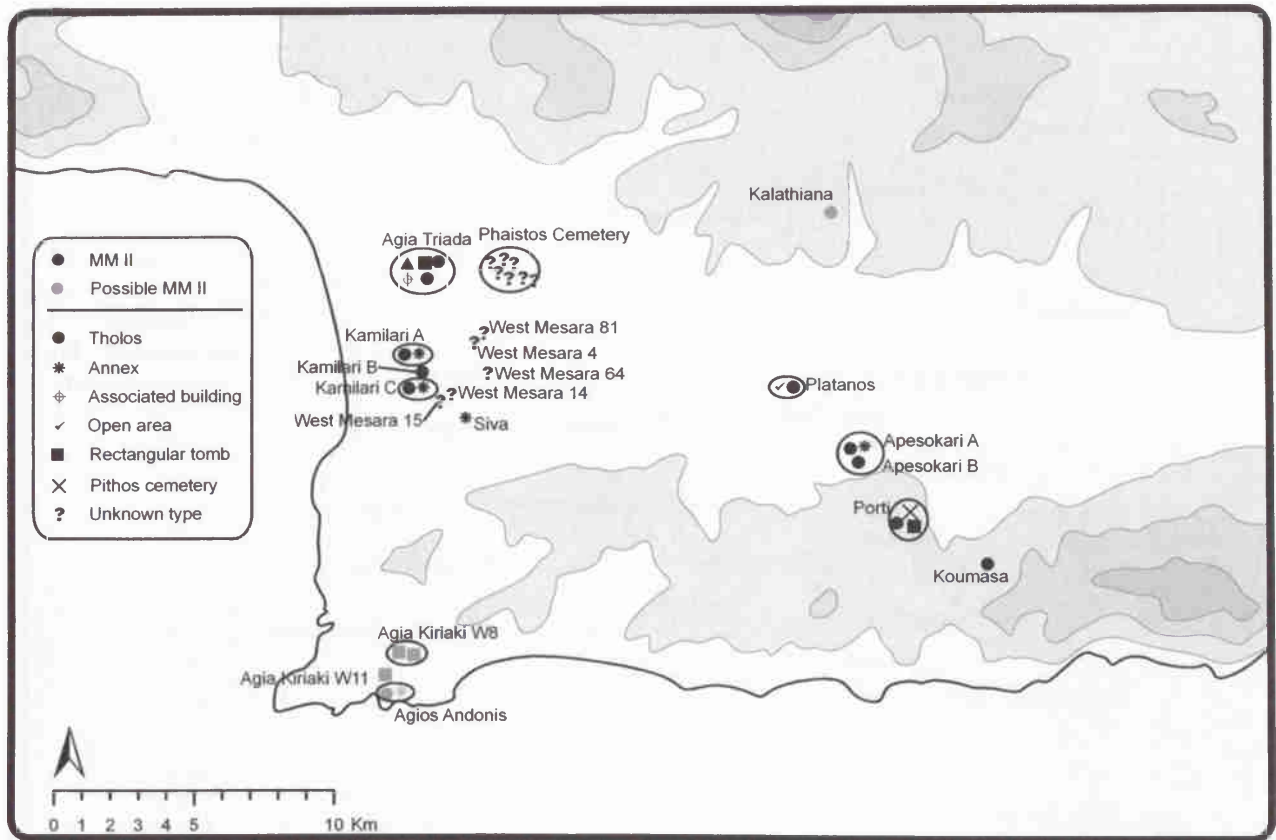 Kalathiana
Agia Triada
Phaistos Cemetery
? ? ?
? ? ? ?
MM II
Possible MM II
Tholos
Annex
Associated building
Open area
Rectangular tomb
Pithos cemetery
? Unknown type
? ? West Mesara 81
Kamilari A
West Mesara 4
Kamilari B
? West Mesara 64
Kamilari C
? ? West Mesara 14
West Mesara 15
Siva
Platanos
Apesokari A
Apesokari B
Porti
Koumasa
Agia Kiriaki W8
Agia Kiriaki W11
Agios Andonis
0 1 2 3 4 5 10 Km